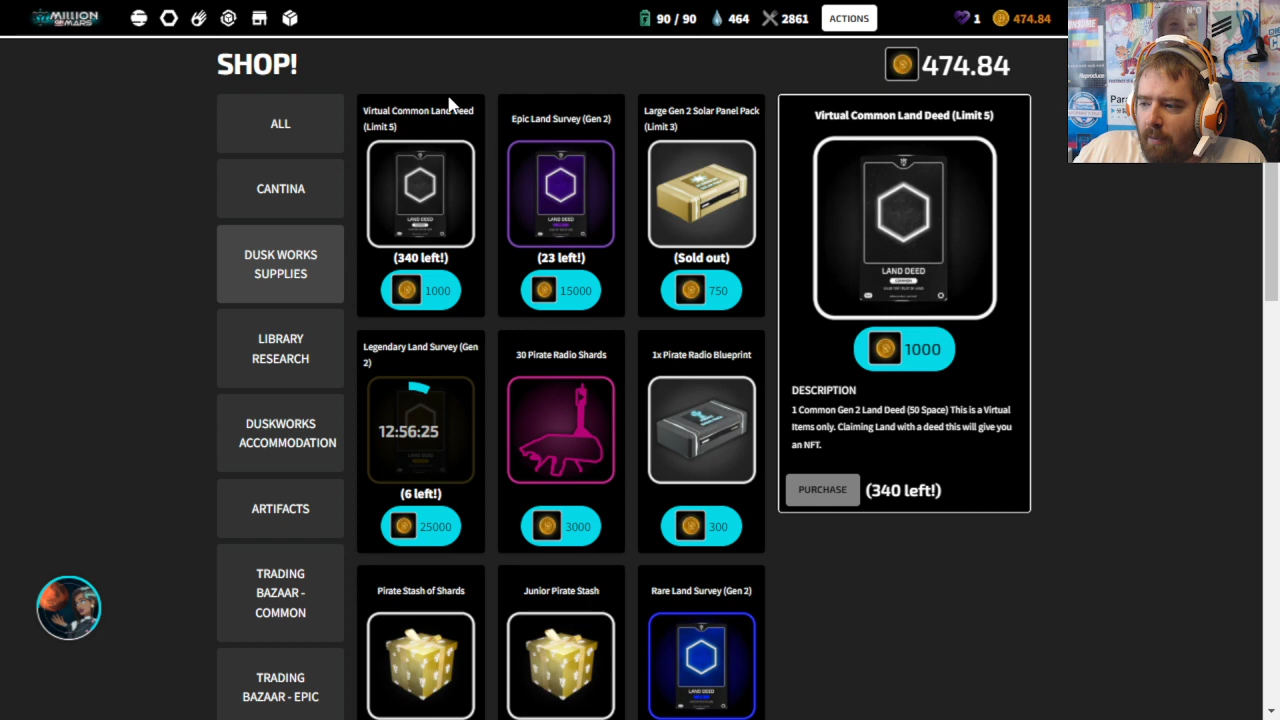 MILLION
ON MARS
90 / 90
464
2861
ACTIONS
1
474.84
SHOP!
474.84
ALL
CANTINA
DUSK WORKS
SUPPLIES
LIBRARY
RESEARCH
DUSKWORKS
ACCOMMODATION
ARTIFACTS
TRADING
BAZAAR -
COMMON
TRADING
BAZAAR - EPIC
Virtual Common Land Deed
(Limit 5)
LAND DEED
(340 left!)
1000
Epic Land Survey (Gen 2)
LAND DEED
(23 left!)
15000
Large Gen 2 Solar Panel Pack
(Limit 3)
(Sold out)
750
Legendary Land Survey (Gen
2)
12:56:25
(6 left!)
25000
30 Pirate Radio Shards
3000
1x Pirate Radio Blueprint
300
Pirate Stash of Shards
Junior Pirate Stash
Rare Land Survey (Gen 2)
LAND DEED
Virtual Common Land Deed (Limit 5)
LAND DEED
COMMON
1000
DESCRIPTION
1 Common Gen 2 Land Deed (50 Space) This is a Virtual
Items only. Claiming Land with a deed this will give you
an NFT.
PURCHASE
(340 left!)